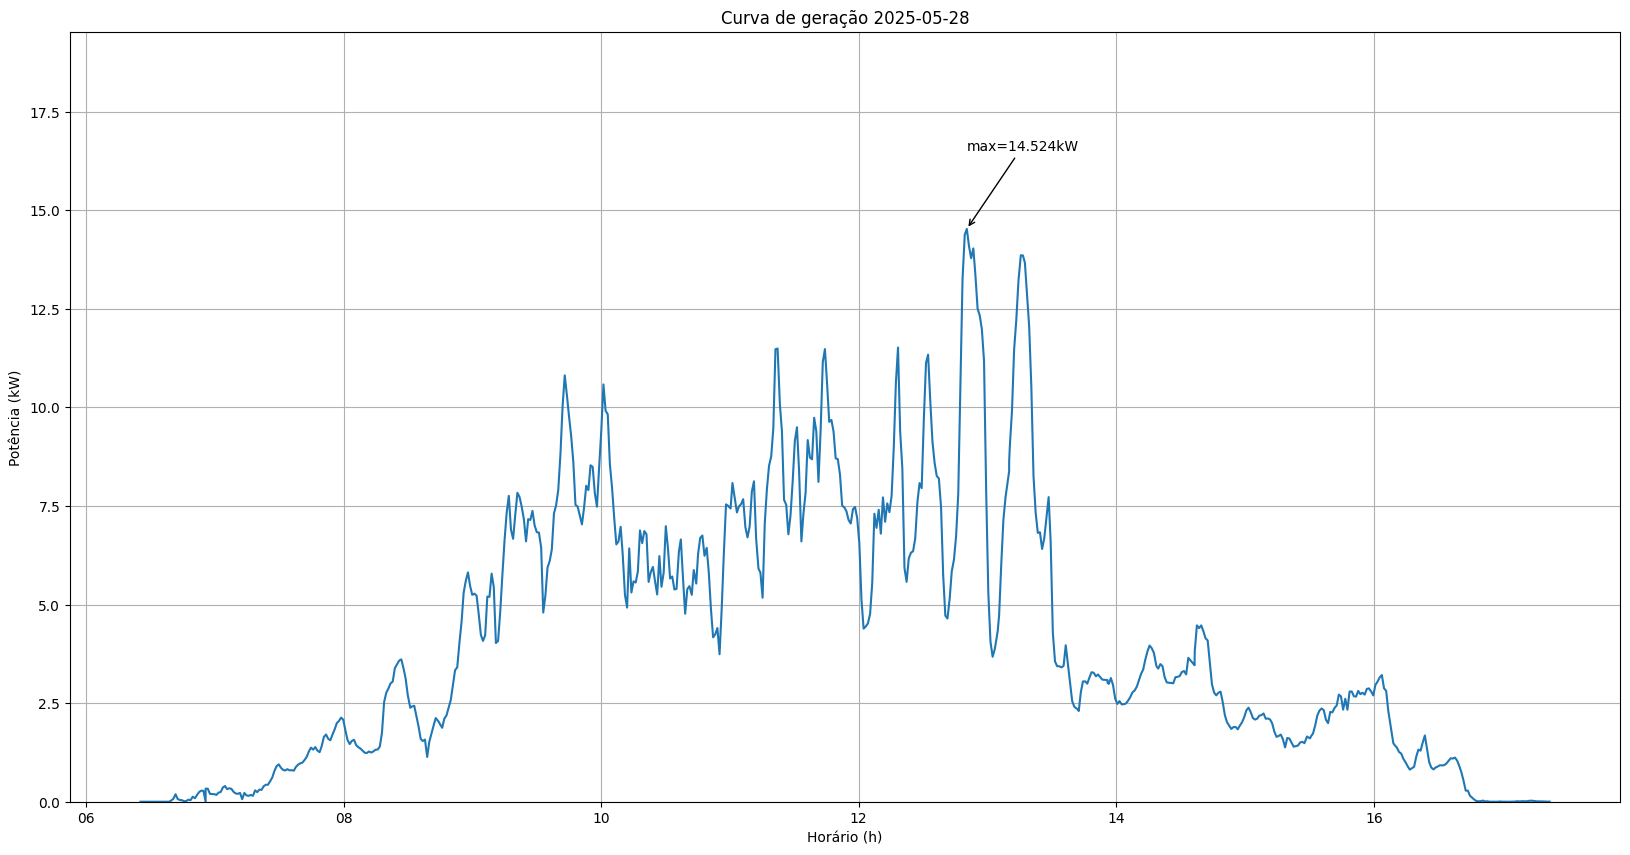 Curva de geração 2025-05-28
17.5
15.0
12.5
10.0
7.5
5.0
2.5
0.0
Potência (kW)
max=14.524kW
06 08 10 12 14 16
Horário (h)